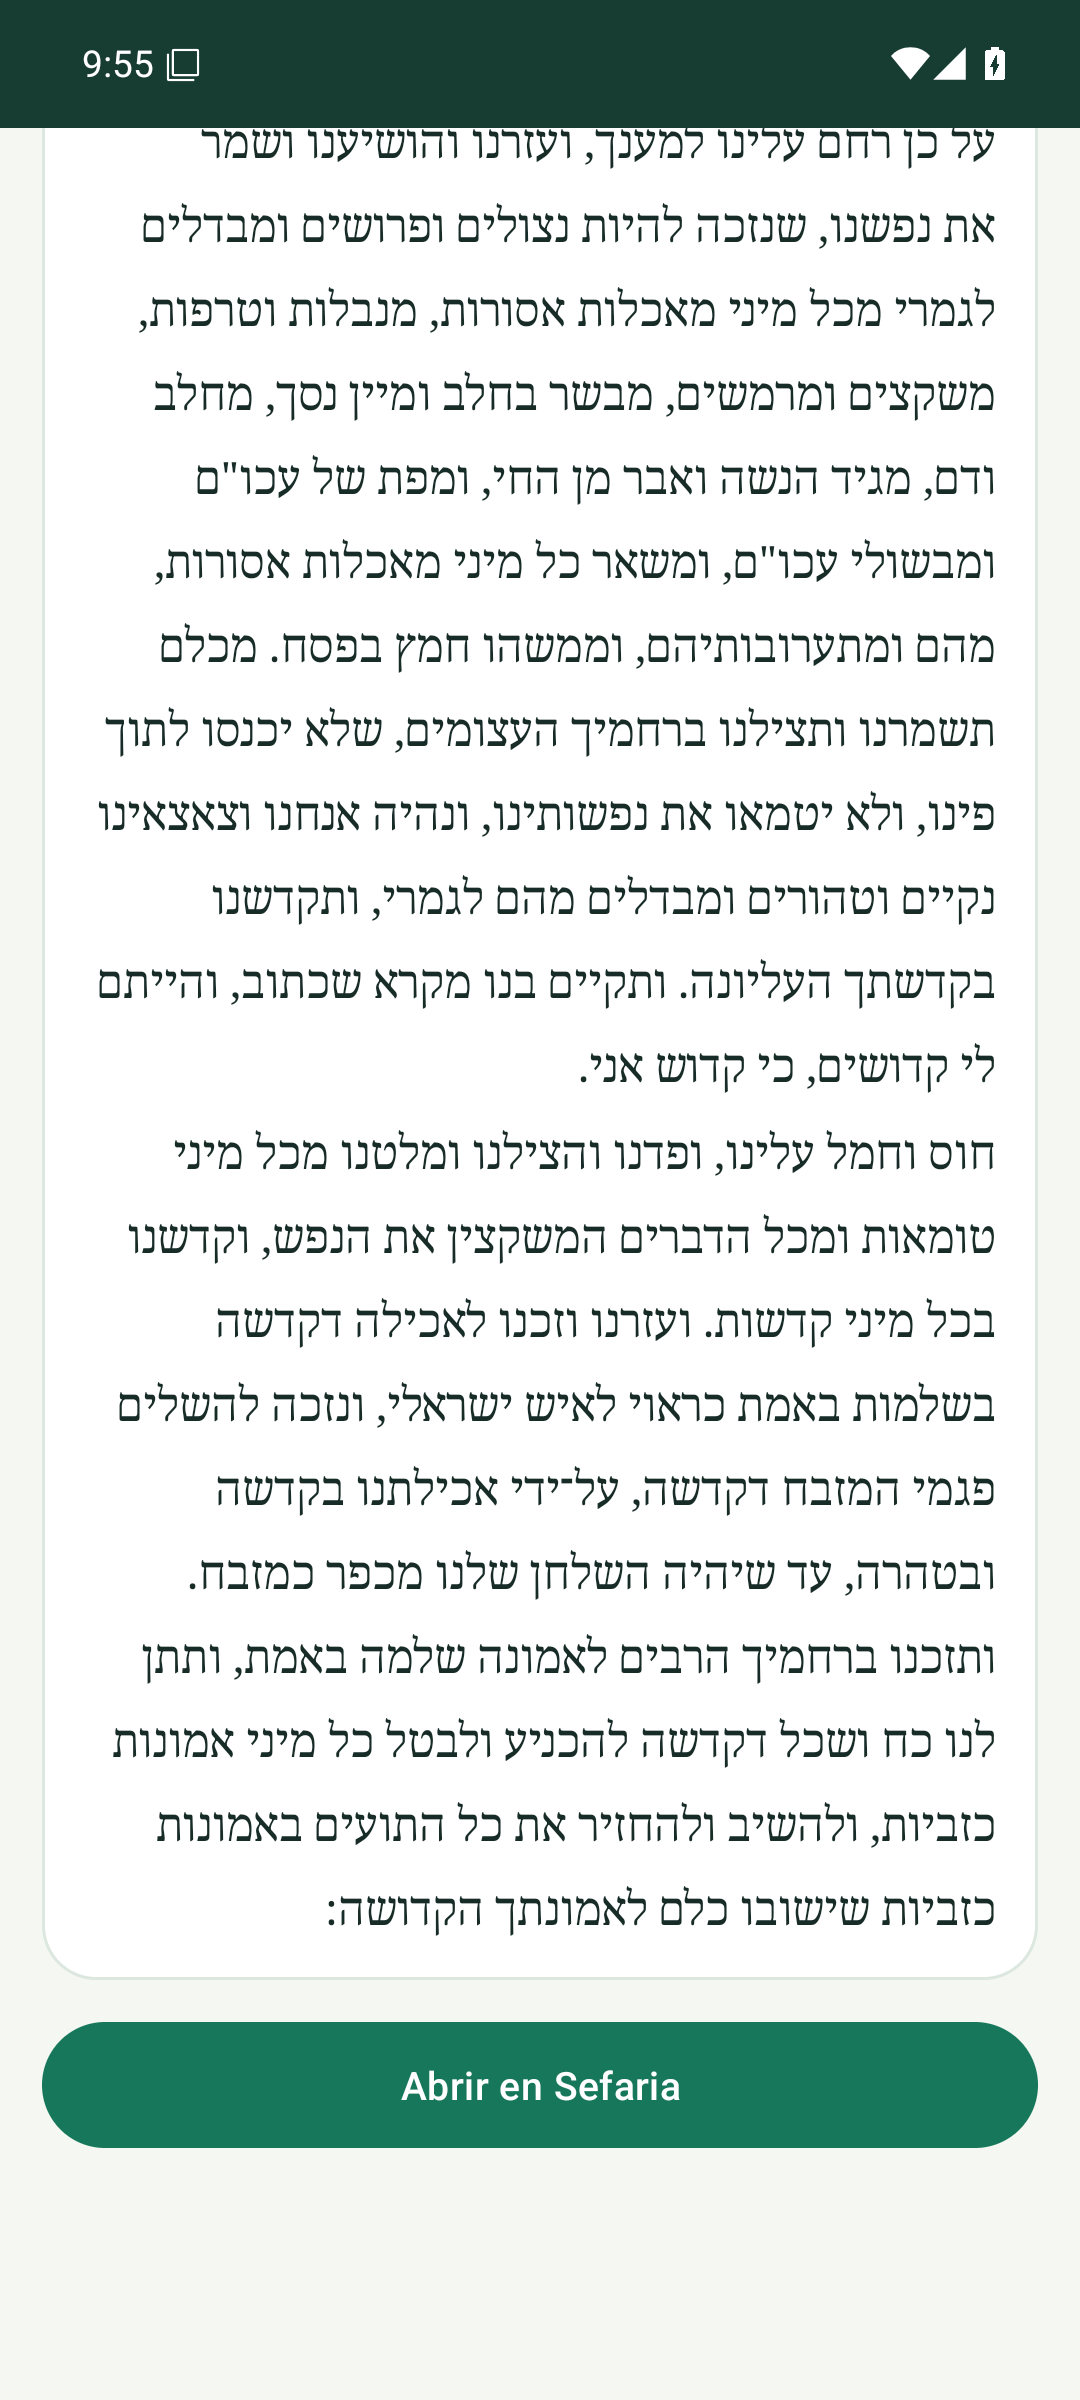 9:55
על כן רחם עלינו למענך, ועזרנו והושיענו ושמר
את נפשנו, שנזכה להיות נצולים ופרושים ומבדלים
לגמרי מכל מיני מאכלות אסורות, מנבלות וטרפות,
משקצים ומרמשים, מבשר בחלב ומיין נסך, מחלב
ודם, מגיד הנשה ואבר מן החי, ומפת של עכו"ם
ומבשולי עכו"ם, ומשאר כל מיני מאכלות אסורות,
מהם ומתערובותיהם, וממשהו חמץ בפסח. מכלם
תשמרנו ותצילנו ברחמיך העצומים, שלא יכנסו לתוך
פינו, ולא יטמאו את נפשותינו, ונהיה אנחנו וצאצאינו
נקיים וטהורים ומבדלים מהם לגמרי, ותקדשנו
בקדשתך העליונה. ותקיים בנו מקרא שכתוב, והייתם
לי קדושים, כי קדוש אני.
חוס וחמל עלינו, ופדנו והצילנו ומלטנו מכל מיני
טומאות ומכל הדברים המשקצין את הנפש, וקדשנו
בכל מיני קדשות. ועזרנו וזכנו לאכילה דקדשה
בשלמות באמת כראוי לאיש ישראלי, ונזכה להשלים
פגמי המזבח דקדשה, על־ידי אכילתנו בקדשה
ובטהרה, עד שיהיה השלחן שלנו מכפר כמזבח.
ותזכנו ברחמיך הרבים לאמונה שלמה באמת, ותתן
לנו כח ושכל דקדשה להכניע ולבטל כל מיני אמונות
כזביות, ולהשיב ולהחזיר את כל התועים באמונות
כזביות שישובו כלם לאמונתך הקדושה:
Abrir en Sefaria